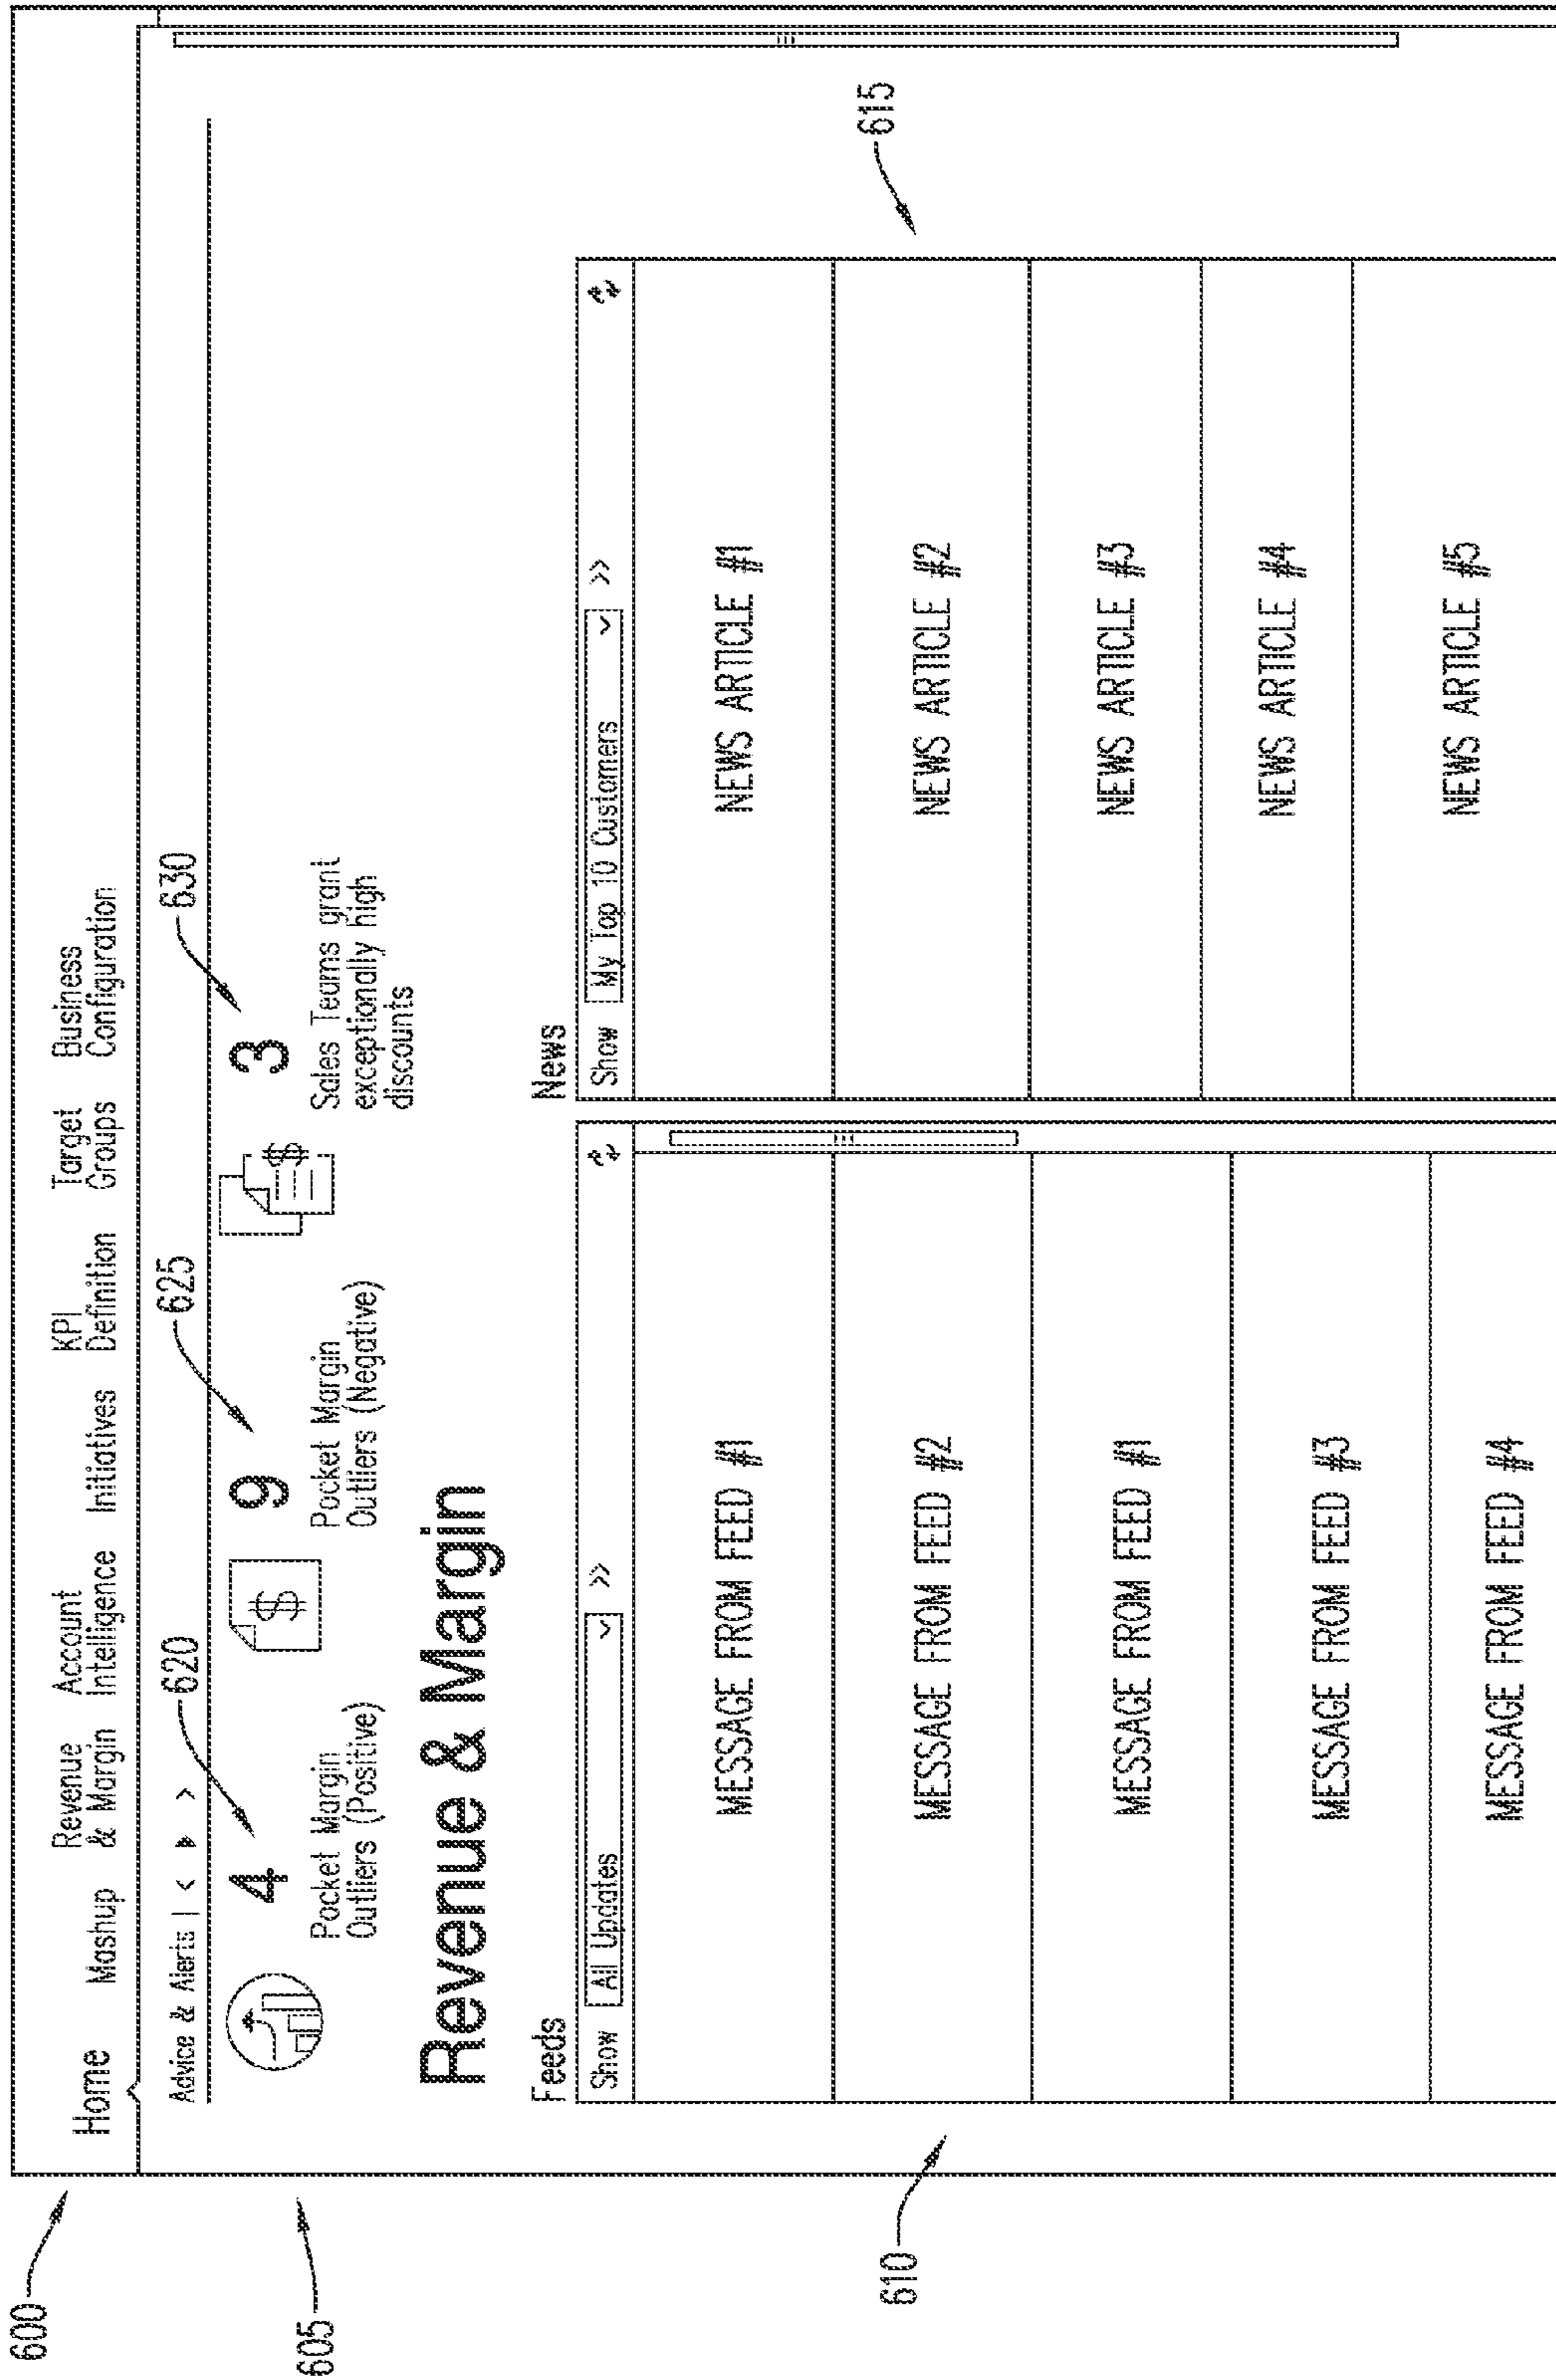 600
Home
Mashup
Revenue
& Margin
Account
Intelligence
Initiatives
KPI
Definition
Target
Groups
Business
Configuration
605
Advice & Alerts | < ▶ >
620
625
630
4
Pocket Margin
Outliers (Positive)
$
9
Pocket Margin
Outliers (Negative)
$
3
Sales Teams grant
exceptionally high
discounts
Revenue & Margin
Feeds
Show All Updates >>
MESSAGE FROM FEED #1
MESSAGE FROM FEED #2
MESSAGE FROM FEED #1
MESSAGE FROM FEED #3
MESSAGE FROM FEED #4
610
News
Show My Top 10 Customers >>
NEWS ARTICLE #1
NEWS ARTICLE #2
NEWS ARTICLE #3
NEWS ARTICLE #4
NEWS ARTICLE #5
615